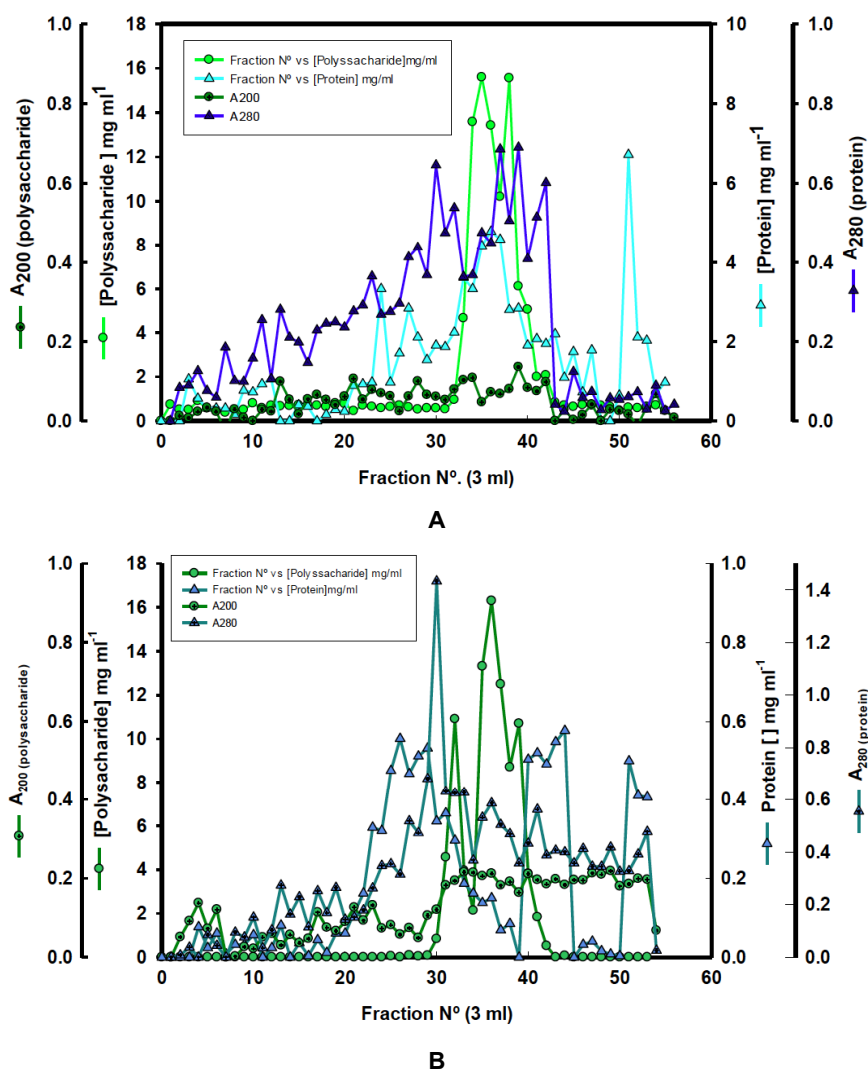 A200 (polysaccharide)
[Polyssacharide ] mg ml-1
1.0
0.8
0.6
0.4
0.2
0.0
18
16
14
12
10
8
6
4
2
0
Fraction Nº vs [Polyssacharide]mg/ml
Fraction Nº vs [Protein] mg/ml
A200
A280
10
8
6
4
2
0
1.0
0.8
0.6
0.4
0.2
0.0
[Protein] mg ml-1
A280 (protein)
0 10 20 30 40 50 60
Fraction Nº. (3 ml)
A
A200 (polysaccharide)
[Polysacharide] mg ml-1
1.0
0.8
0.6
0.4
0.2
0.0
18
16
14
12
10
8
6
4
2
0
Fraction Nº vs [Polyssacharide] mg/ml
Fraction Nº vs [Protein]mg/ml
A200
A280
1.0
0.8
0.6
0.4
0.2
0.0
1.4
1.2
1.0
0.8
0.6
0.4
0.2
0.0
Protein [ ] mg ml-1
A280 (protein)
0 10 20 30 40 50 60
Fraction Nº (3 ml)
B